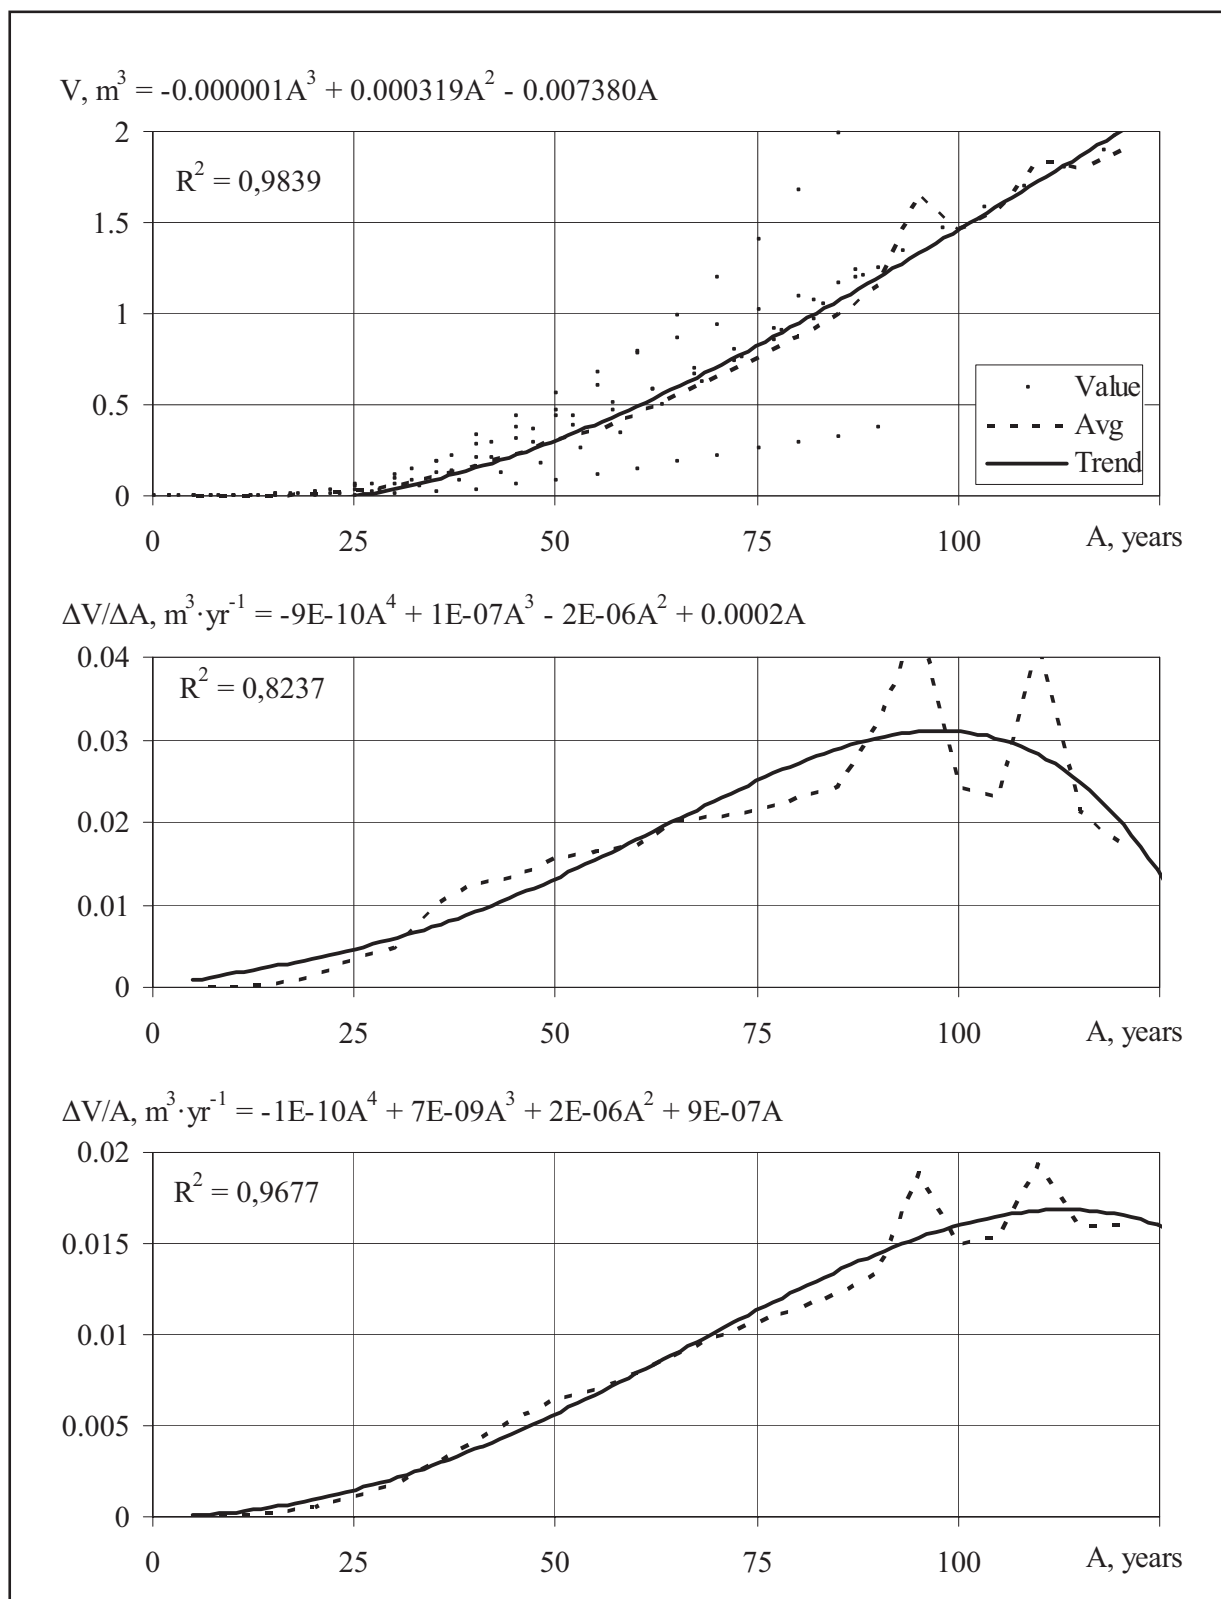 V, m³ = -0.000001A³ + 0.000319A² - 0.007380A
2
R² = 0,9839
1.5
1
0.5
Value
Avg
Trend
0
0 25 50 75 100 A, years
ΔV/ΔA, m³·yr⁻¹ = -9E-10A⁴ + 1E-07A³ - 2E-06A² + 0.0002A
0.04
R² = 0,8237
0.03
0.02
0.01
0
0 25 50 75 100 A, years
ΔV/A, m³·yr⁻¹ = -1E-10A⁴ + 7E-09A³ + 2E-06A² + 9E-07A
0.02
R² = 0,9677
0.015
0.01
0.005
0
0 25 50 75 100 A, years